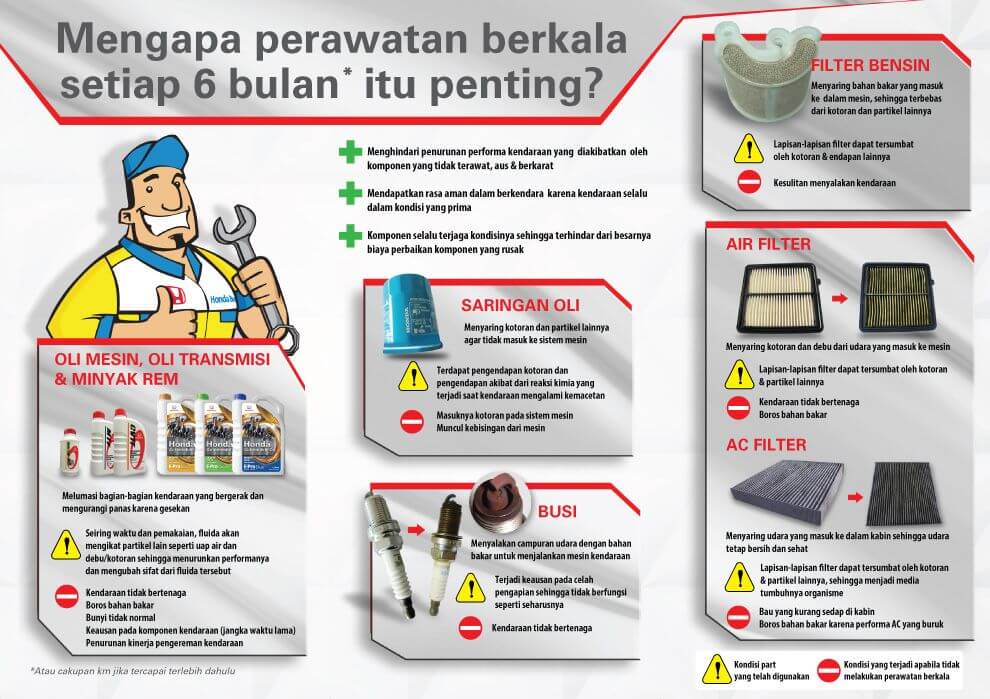 Mengapa perawatan berkala
setiap 6 bulan* itu penting?
Menghindari penurunan performa kendaraan yang diakibatkan oleh
komponen yang tidak terawat, aus & berkarat
Mendapatkan rasa aman dalam berkendara karena kendaraan selalu
dalam kondisi yang prima
Komponen selalu terjaga kondisinya sehingga terhindar dari besarnya
biaya perbaikan komponen yang rusak
OLI MESIN, OLI TRANSMISI
& MINYAK REM
Honda
Honda
Honda
Melumasi bagian-bagian kendaraan yang bergerak dan
mengurangi panas karena gesekan
Seiring waktu dan pemakaian, fluida akan
mengikat partikel lain seperti uap air dan
debu/kotoran sehingga menurunkan performanya
dan mengubah sifat dari fluida tersebut
Kendaraan tidak bertenaga
Boros bahan bakar
Bunyi tidak normal
Keausan pada komponen kendaraan (jangka waktu lama)
Penurunan kinerja pengereman kendaraan
*Atau cakupan km jika tercapai terlebih dahulu
SARINGAN OLI
HONDA
Menyaring kotoran dan partikel lainnya
agar tidak masuk ke sistem mesin
Terdapat pengendapan kotoran dan
pengendapan akibat dari reaksi kimia yang
terjadi saat kendaraan mengalami kemacetan
Masuknya kotoran pada sistem mesin
Muncul kebisingan dari mesin
BUSI
Menyalakan campuran udara dengan bahan
bakar untuk menjalankan mesin kendaraan
Terjadi keausan pada celah
pengapian sehingga tidak berfungsi
seperti seharusnya
Kendaraan tidak bertenaga
FILTER BENSIN
Menyaring bahan bakar yang masuk
ke dalam mesin, sehingga terbebas
dari kotoran dan partikel lainnya
Lapisan-lapisan filter dapat tersumbat
oleh kotoran & endapan lainnya
Kesulitan menyalakan kendaraan
AIR FILTER
Menyaring kotoran dan debu dari udara yang masuk ke mesin
Lapisan-lapisan filter dapat tersumbat oleh kotoran
& partikel lainnya
Kendaraan tidak bertenaga
Boros bahan bakar
AC FILTER
Menyaring udara yang masuk ke dalam kabin sehingga udara
tetap bersih dan sehat
Lapisan-lapisan filter dapat tersumbat oleh kotoran
& partikel lainnya, sehingga menjadi media
tumbuhnya organisme
Bau yang kurang sedap di kabin
Boros bahan bakar karena performa AC yang buruk
Kondisi part
yang telah digunakan
Kondisi yang terjadi apabila tidak
melakukan perawatan berkala